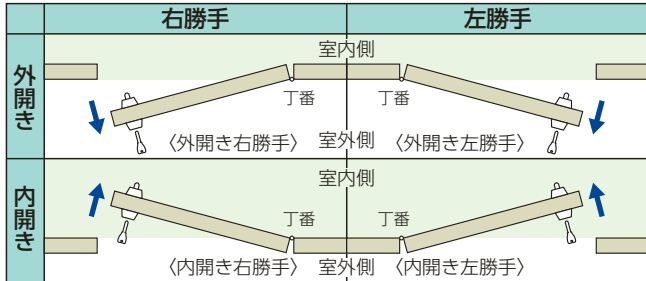 右勝手 左勝手
外開き
室内側
丁番 丁番
〈外開き右勝手〉 室外側 〈外開き左勝手〉
内開き
室内側
丁番 丁番
〈内開き右勝手〉 室外側 〈内開き左勝手〉